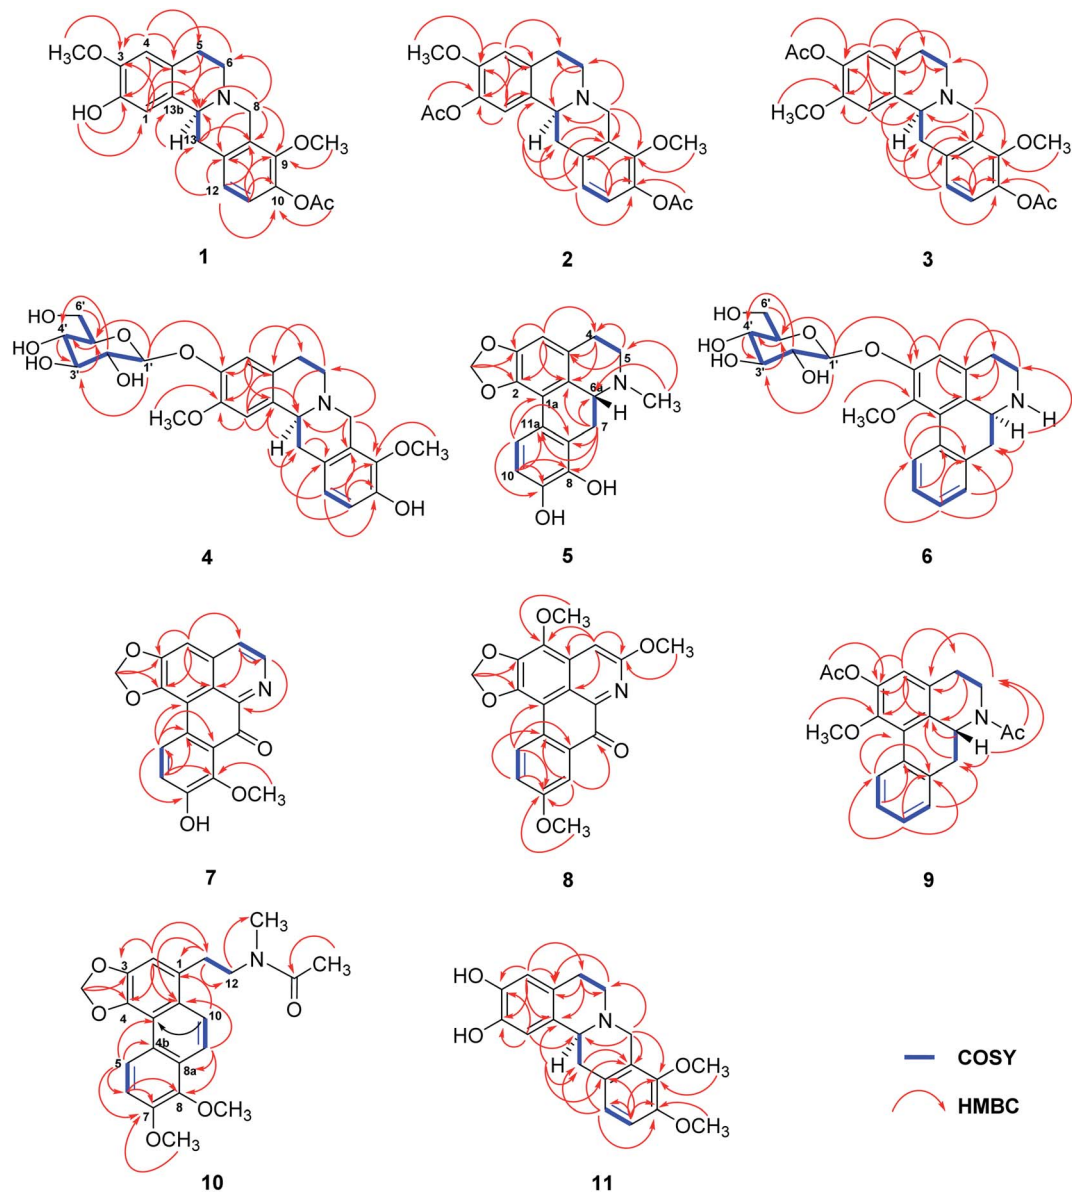 4 5
H₃CO 3 6
HO 1 13b N 8
H 13 OCH₃
9
12 10 OAc
1
H₃CO
AcO N
H OCH₃
OAc
2
AcO
H₃CO N
H OCH₃
OAc
3
HO 6' O
4' O
HO
HO 3' OH 1'
H₃CO N
H OCH₃
OH
4
4
O 5
O 2 6a N CH₃
1a H
11a 7
10 8 OH
OH
5
HO 6' O
4' O
HO
HO 3' OH 1'
H₃CO N H
H
6
O
O N
O
OCH₃
OH
7
OCH₃
O OCH₃
O N
O
OCH₃
8
AcO
H₃CO N Ac
H
9
CH₃
N CH₃
O 3 1 12 O
O 4 10
4b
5 8a
7 8 OCH₃
OCH₃
10
HO
HO N
H OCH₃
OCH₃
11
COSY
HMBC